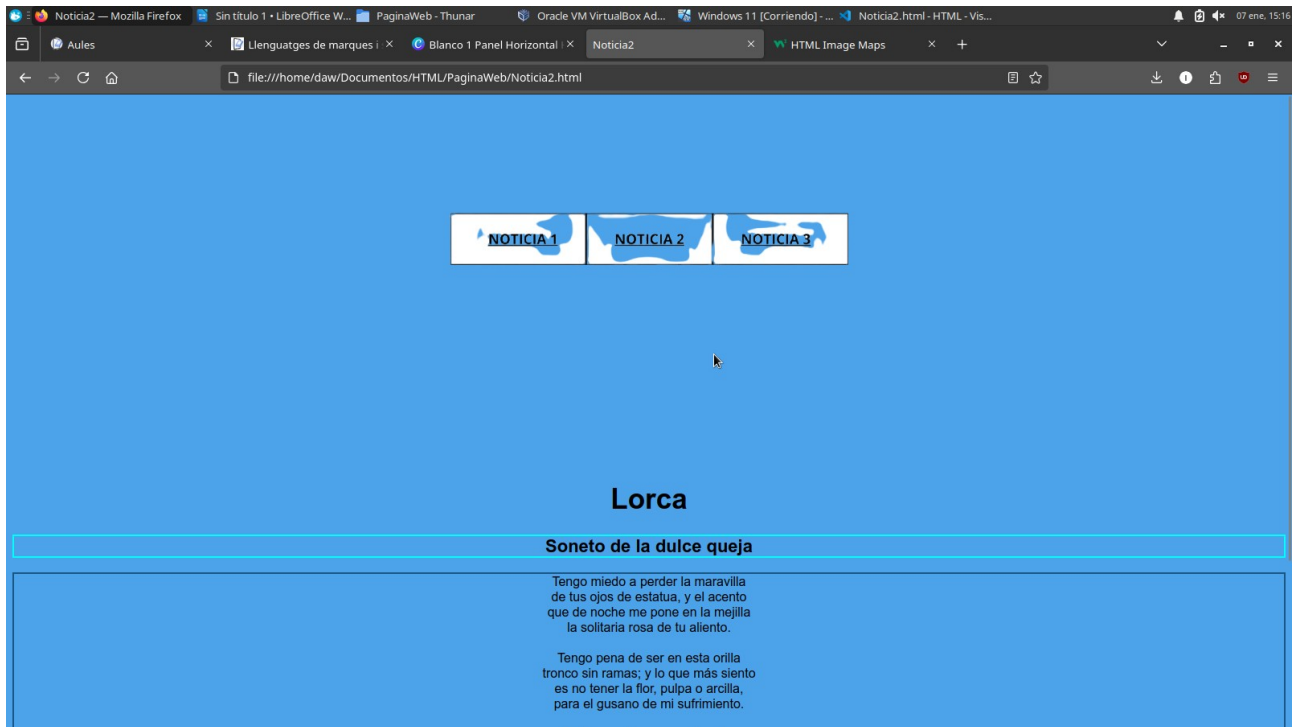 Noticia2 — Mozilla Firefox
Sin título 1 • LibreOffice W...
PaginaWeb - Thunar
Oracle VM VirtualBox Ad...
Windows 11 [Corriendo] - ...
Noticia2.html - HTML - Vis...
07 ene, 15:16
Aules
Llenguatges de marques i
Blanco 1 Panel Horizontal
Noticia2
HTML Image Maps
file:///home/daw/Documentos/HTML/PaginaWeb/Noticia2.html
NOTICIA 1
NOTICIA 2
NOTICIA 3
Lorca
Soneto de la dulce queja
Tengo miedo a perder la maravilla
de tus ojos de estatua, y el acento
que de noche me pone en la mejilla
la solitaria rosa de tu aliento.
Tengo pena de ser en esta orilla
tronco sin ramas; y lo que más siento
es no tener la flor, pulpa o arcilla,
para el gusano de mi sufrimiento.